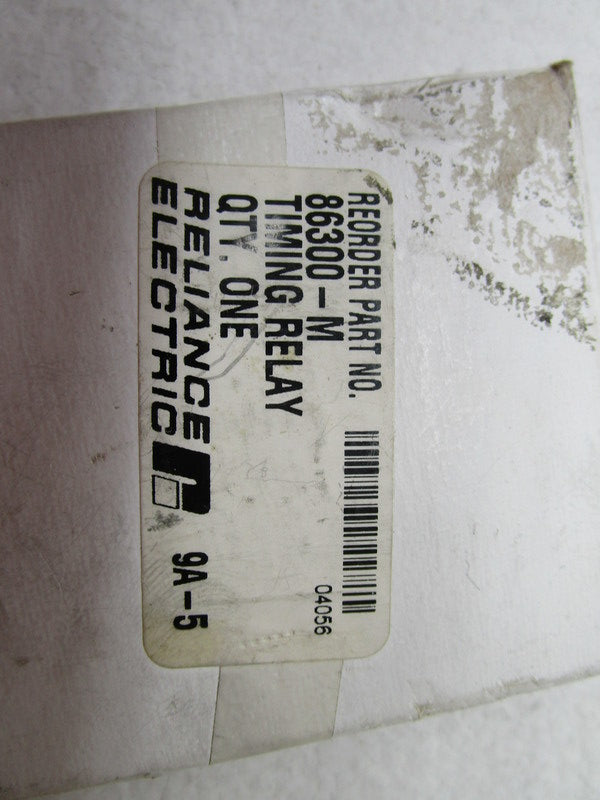 REORDER PART NO.
86300-M
TIMING RELAY
QTY. ONE
04056
RELIANCE
ELECTRIC
9A-5